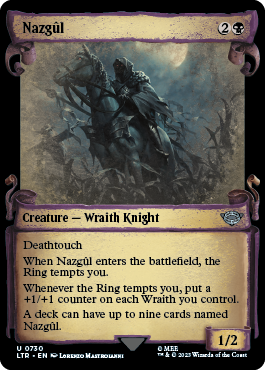 Nazgûl 2
Creature — Wraith Knight
Deathtouch
When Nazgûl enters the battlefield, the
Ring tempts you.
Whenever the Ring tempts you, put a
+1/+1 counter on each Wraith you control.
A deck can have up to nine cards named
Nazgûl.
1/2
U 0730
LTR • EN Lorenzo Mastroianni
© MEE
™ & © 2023 Wizards of the Coast